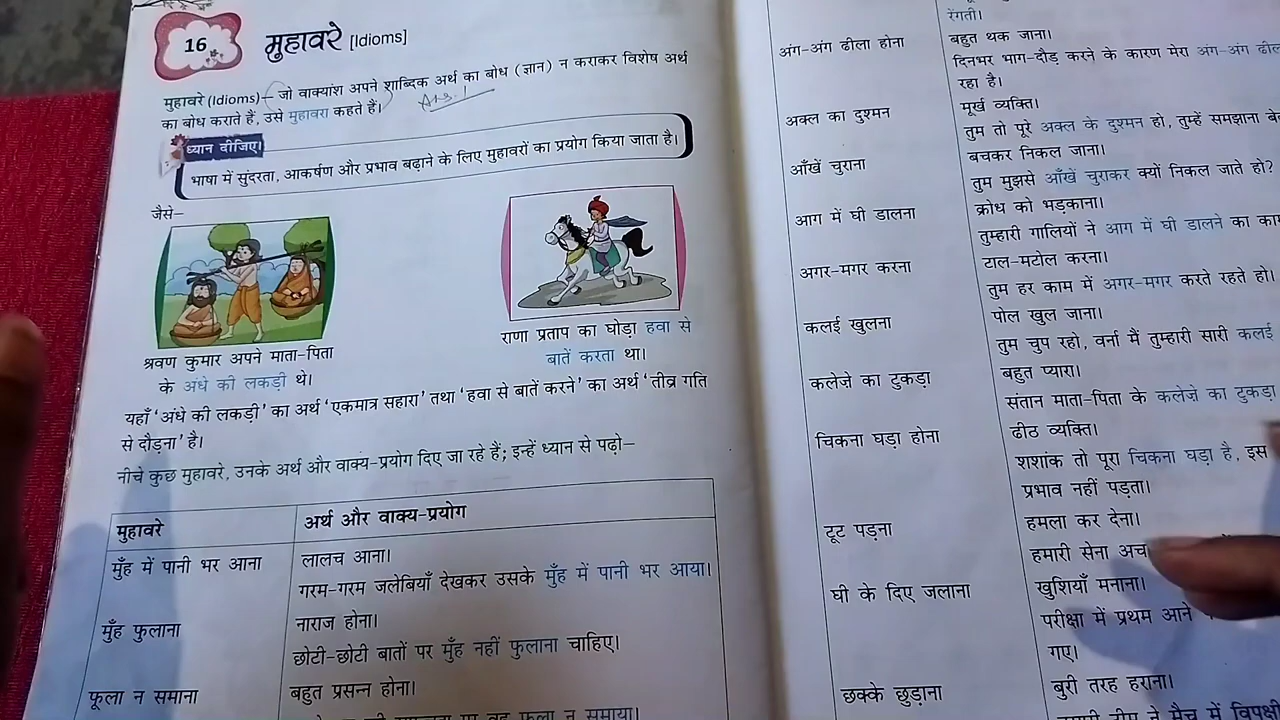 16
मुहावरे [Idioms]
मुहावरे (Idioms)—जो वाक्यांश अपने शाब्दिक अर्थ का बोध (ज्ञान) न कराकर विशेष अर्थ
का बोध कराते हैं, उसे मुहावरा कहते हैं।
Ans. 1
ध्यान दीजिए।
भाषा में सुंदरता, आकर्षण और प्रभाव बढ़ाने के लिए मुहावरों का प्रयोग किया जाता है।
जैसे—
श्रवण कुमार अपने माता-पिता
के अंधे की लकड़ी थे।
राणा प्रताप का घोड़ा हवा से
बातें करता था।
यहाँ 'अंधे की लकड़ी' का अर्थ 'एकमात्र सहारा' तथा 'हवा से बातें करने' का अर्थ 'तीव्र गति
से दौड़ना' है।
नीचे कुछ मुहावरे, उनके अर्थ और वाक्य-प्रयोग दिए जा रहे हैं; इन्हें ध्यान से पढ़ो—
मुहावरे
अर्थ और वाक्य-प्रयोग
मुँह में पानी भर आना
लालच आना।
गरम-गरम जलेबियाँ देखकर उसके मुँह में पानी भर आया।
मुँह फुलाना
नाराज होना।
छोटी-छोटी बातों पर मुँह नहीं फुलाना चाहिए।
फूला न समाना
बहुत प्रसन्न होना।
पर वह फूला न समाया।
रेंगती।
अंग-अंग ढीला होना
बहुत थक जाना।
दिनभर भाग-दौड़ करने के कारण मेरा अंग-अंग
रहा है।
अक्ल का दुश्मन
मूर्ख व्यक्ति।
तुम तो पूरे अक्ल के दुश्मन हो, तुम्हें समझाना
आँखें चुराना
बचकर निकल जाना।
तुम मुझसे आँखें चुराकर क्यों निकल जाते हो?
आग में घी डालना
क्रोध को भड़काना।
तुम्हारी गालियों ने आग में घी डालने का
अगर-मगर करना
टाल-मटोल करना।
तुम हर काम में अगर-मगर करते रहते हो।
कलई खुलना
पोल खुल जाना।
तुम चुप रहो, वर्ना मैं तुम्हारी सारी कलई
कलेजे का टुकड़ा
बहुत प्यारा।
संतान माता-पिता के कलेजे का टुकड़ा
चिकना घड़ा होना
ढीठ व्यक्ति।
शशांक तो पूरा चिकना घड़ा है, इस
प्रभाव नहीं पड़ता।
टूट पड़ना
हमला कर देना।
हमारी सेना
घी के दिए जलाना
खुशियाँ मनाना।
परीक्षा में प्रथम आने
गए।
छक्के छुड़ाना
बुरी तरह हराना।
टीम ने मैच में विपक्षी